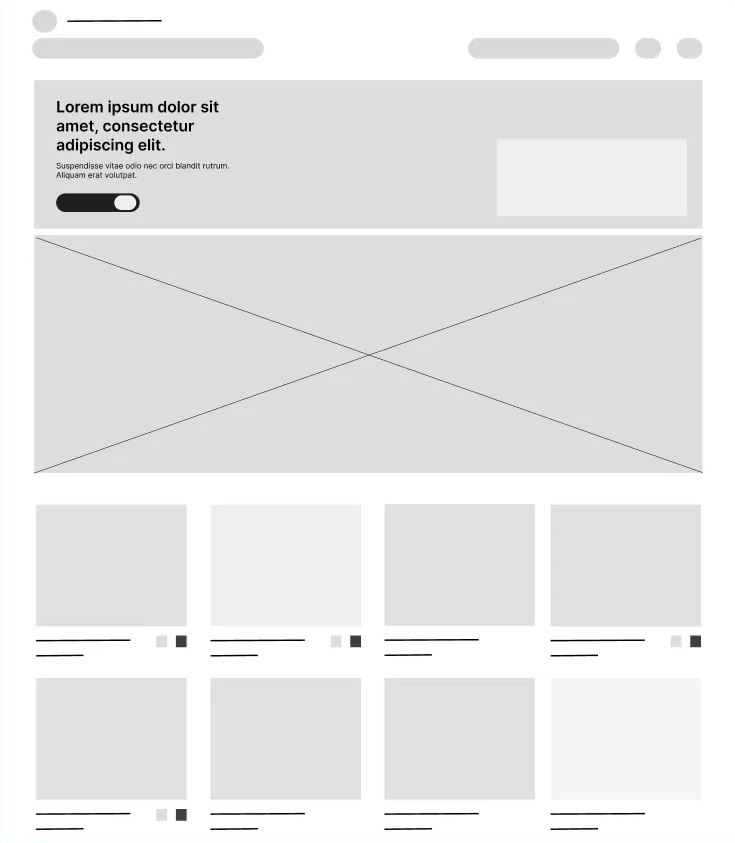 Lorem ipsum dolor sit
amet, consectetur
adipiscing elit.
Suspendisse vitae odio nec orci blandit rutrum.
Aliquam erat volutpat.